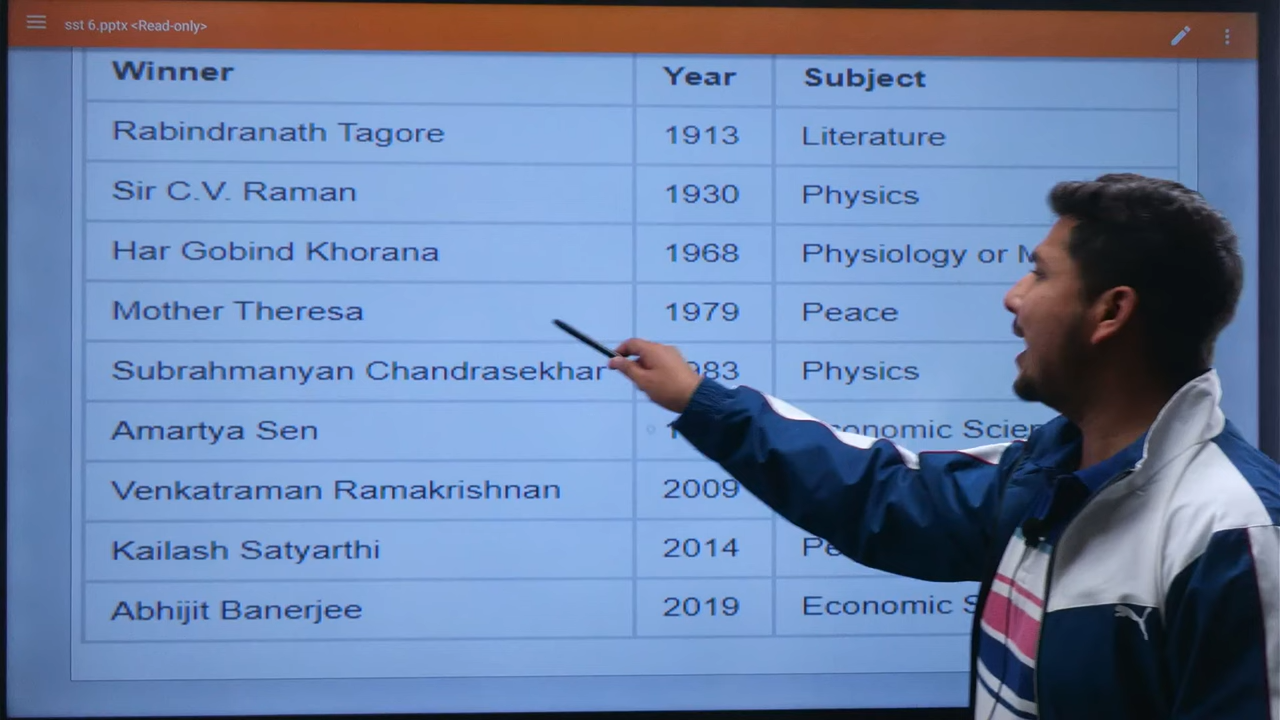 sst 6.pptx <Read-only>
Winner Year Subject
Rabindranath Tagore 1913 Literature
Sir C.V. Raman 1930 Physics
Har Gobind Khorana 1968 Physiology or
Mother Theresa 1979 Peace
Subrahmanyan Chandrasekhar Physics
Amartya Sen
Venkatraman Ramakrishnan 2009
Kailash Satyarthi 2014
Abhijit Banerjee 2019 Economic